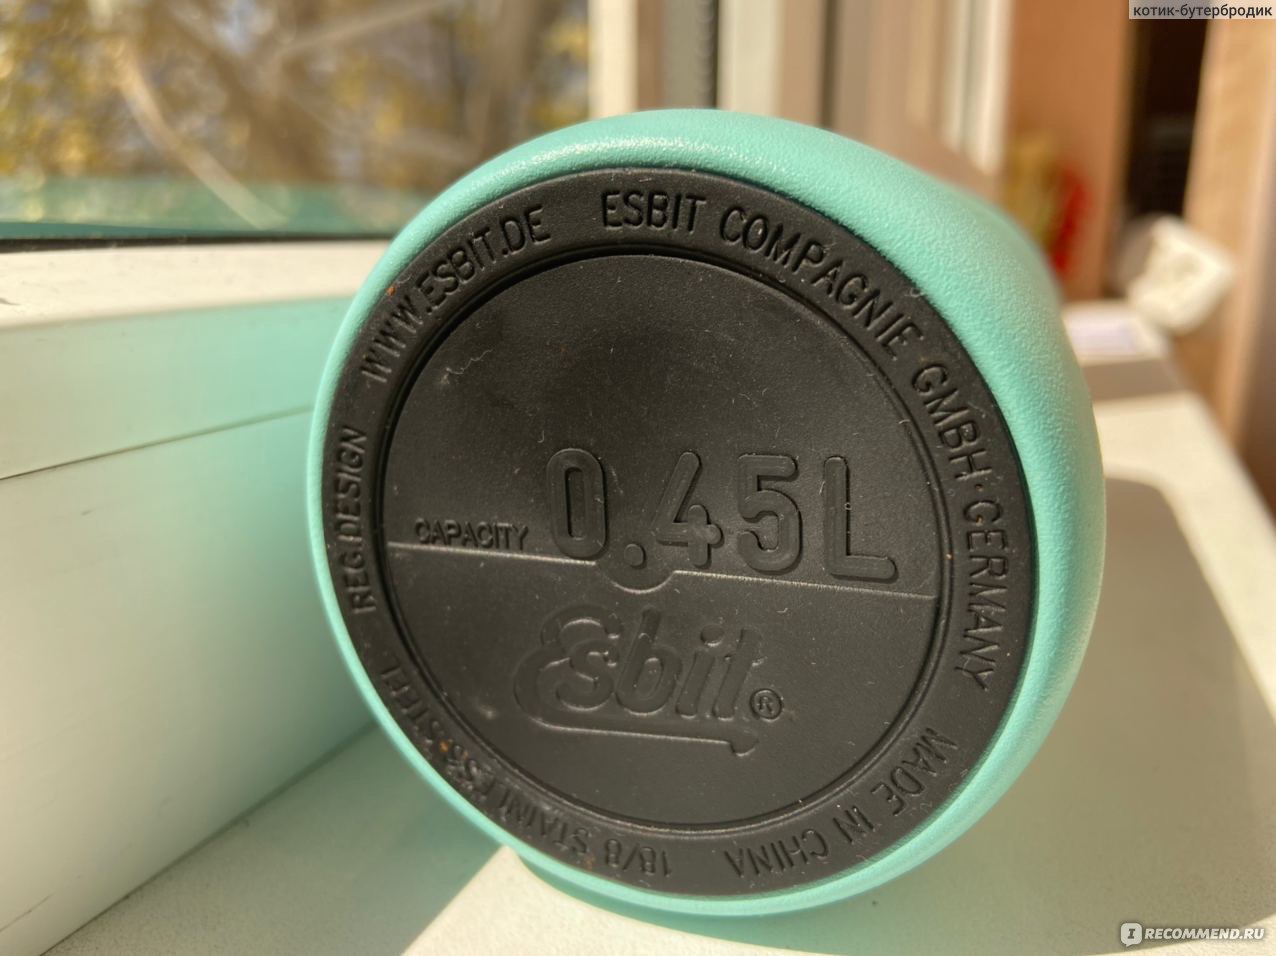 котик-бутербродик
WWW.ESBIT.DE
ESBIT COMPAGNIE GMBH · GERMANY
MADE IN CHINA
18/8 STAINLESS STEEL · REG.DESIGN
CAPACITY 0.45L
Esbit®
IRECOMMEND.RU